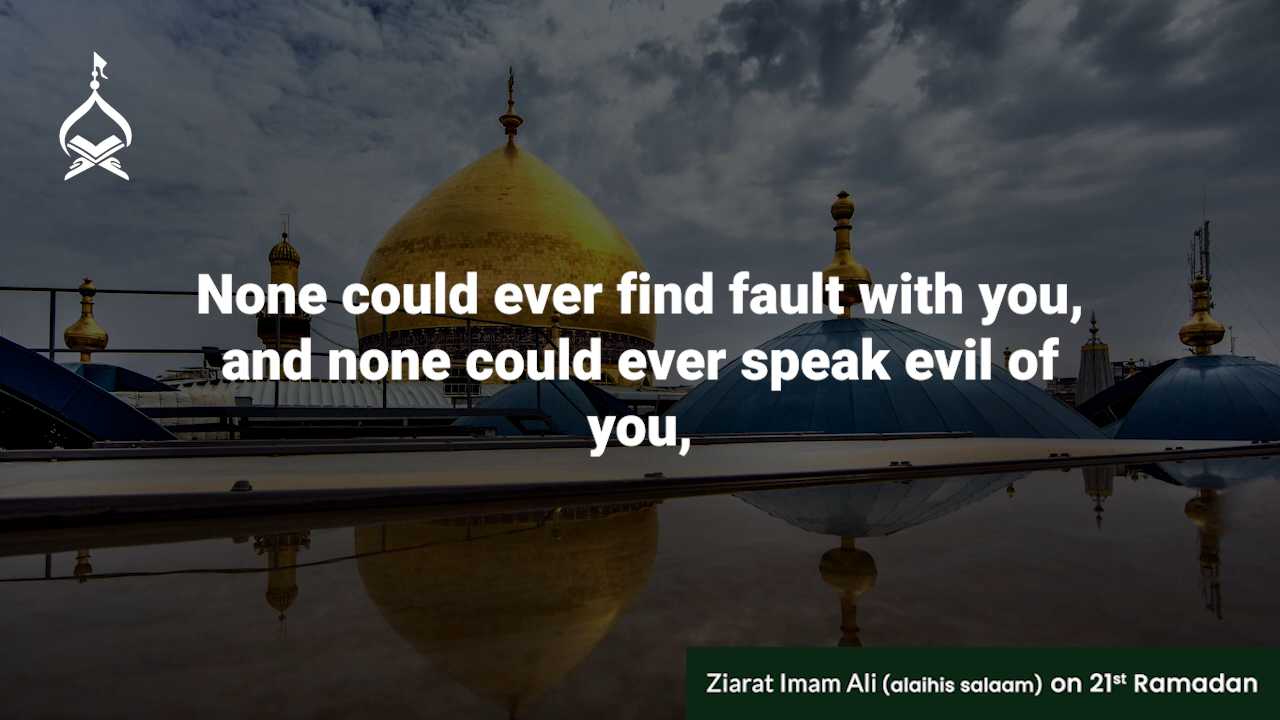 None could ever find fault with you,
and none could ever speak evil of
you,
Ziarat Imam Ali (alaihis salaam) on 21st Ramadan